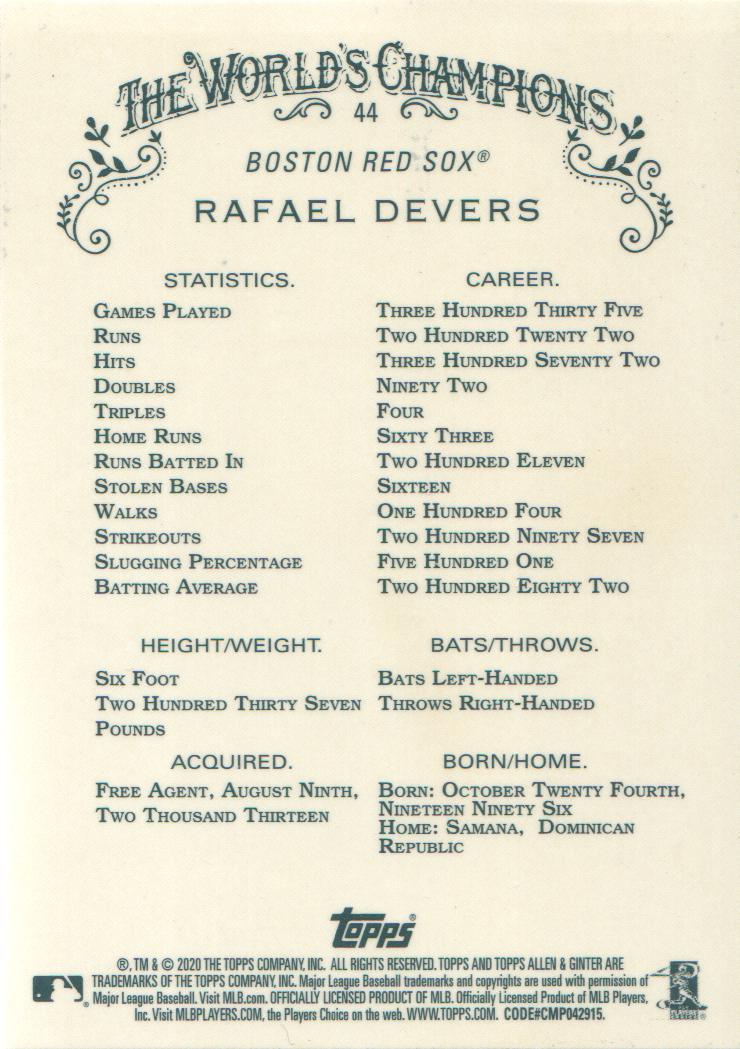 THE WORLD'S CHAMPIONS
44
BOSTON RED SOX®
RAFAEL DEVERS
STATISTICS. CAREER.
GAMES PLAYED THREE HUNDRED THIRTY FIVE
RUNS TWO HUNDRED TWENTY TWO
HITS THREE HUNDRED SEVENTY TWO
DOUBLES NINETY TWO
TRIPLES FOUR
HOME RUNS SIXTY THREE
RUNS BATTED IN TWO HUNDRED ELEVEN
STOLEN BASES SIXTEEN
WALKS ONE HUNDRED FOUR
STRIKEOUTS TWO HUNDRED NINETY SEVEN
SLUGGING PERCENTAGE FIVE HUNDRED ONE
BATTING AVERAGE TWO HUNDRED EIGHTY TWO
HEIGHT/WEIGHT.
SIX FOOT
TWO HUNDRED THIRTY SEVEN
POUNDS
BATS/THROWS.
BATS LEFT-HANDED
THROWS RIGHT-HANDED
ACQUIRED.
FREE AGENT, AUGUST NINTH,
TWO THOUSAND THIRTEEN
BORN/HOME.
BORN: OCTOBER TWENTY FOURTH,
NINETEEN NINETY SIX
HOME: SAMANA, DOMINICAN
REPUBLIC
TOPPS®
®, TM & © 2020 THE TOPPS COMPANY, INC. ALL RIGHTS RESERVED. TOPPS AND TOPPS ALLEN & GINTER ARE
TRADEMARKS OF THE TOPPS COMPANY, INC. Major League Baseball trademarks and copyrights are used with permission of
Major League Baseball. Visit MLB.com. OFFICIALLY LICENSED PRODUCT OF MLB. Officially Licensed Product of MLB Players,
Inc. Visit MLBPLAYERS.COM, the Players Choice on the web. WWW.TOPPS.COM. CODE#CMP042915.